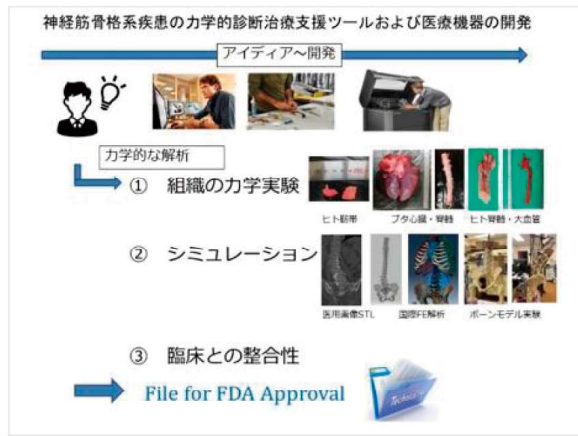 神経筋骨格系疾患の力学的診断治療支援ツールおよび医療機器の開発
アイディア～開発
力学的な解析
① 組織の力学実験
ヒト靭帯
ブタ心臓・脊髄
ヒト脊髄・大血管
② シミュレーション
医用画像STL
国際FE解析
ボーンモデル実験
③ 臨床との整合性
File for FDA Approval